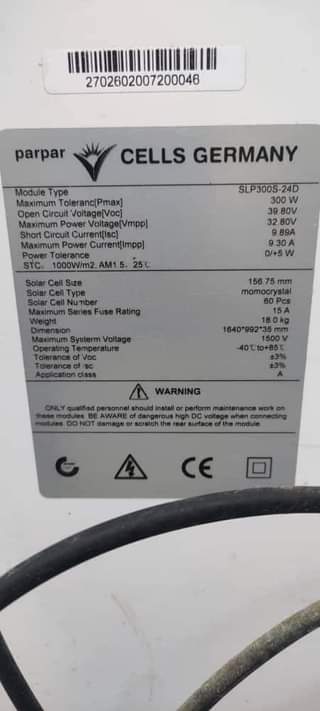 2702602007200046
parpar CELLS GERMANY
Module Type SLP300S-24D
Maximum Toleranc[Pmax] 300 W
Open Circuit Voltage[Voc] 39.80V
Maximum Power Voltage[Vmpp] 32.80V
Short Circuit Current[Isc] 9.89A
Maximum Power Current[Impp] 9.30 A
Power Tolerance 0/+5 W
STC: 1000W/m2, AM1.5, 25℃
Solar Cell Size 156.75 mm
Solar Cell Type momocrystal
Solar Cell Number 60 Pcs
Maximum Series Fuse Rating 15 A
Weight 18.0 kg
Dimension 1640*992*35 mm
Maximum Systerm Voltage 1500 V
Operating Temperature -40℃to+85℃
Tolerance of Voc ±3%
Tolerance of Isc ±3%
Application class A
WARNING
ONLY qualified personnel should install or perform maintenance work on
these modules. BE AWARE of dangerous high DC voltage when connecting
modules. DO NOT damage or scratch the rear surface of the module.
CE